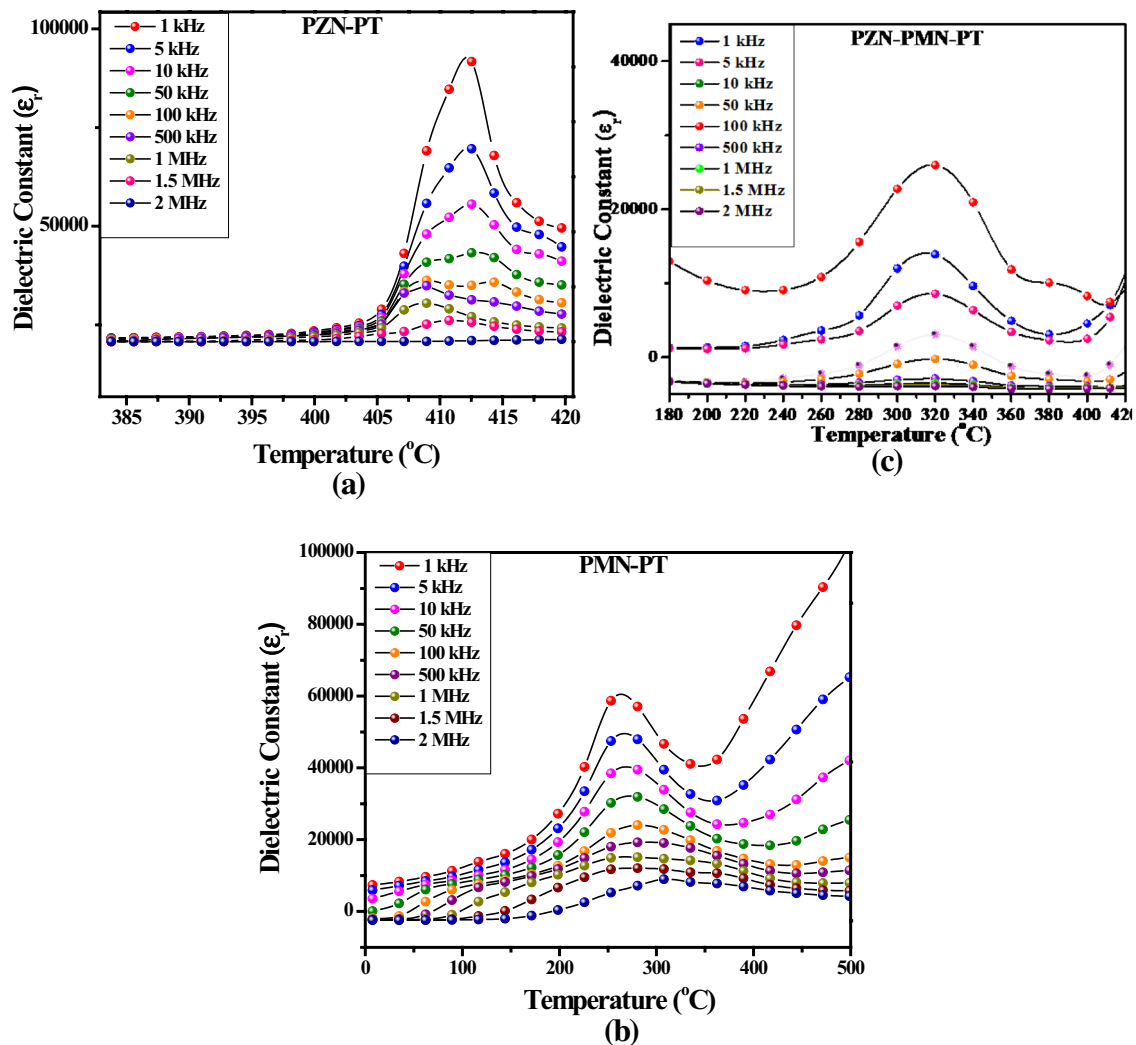 PZN-PT
1 kHz
5 kHz
10 kHz
50 kHz
100 kHz
500 kHz
1 MHz
1.5 MHz
2 MHz
100000
50000
Dielectric Constant (εr)
385 390 395 400 405 410 415 420
Temperature (°C)
(a)
PZN-PMN-PT
1 kHz
5 kHz
10 kHz
50 kHz
100 kHz
500 kHz
1 MHz
1.5 MHz
2 MHz
40000
20000
0
Dielectric Constant (εr)
180 200 220 240 260 280 300 320 340 360 380 400 420
Temperature (°C)
(c)
PMN-PT
1 kHz
5 kHz
10 kHz
50 kHz
100 kHz
500 kHz
1 MHz
1.5 MHz
2 MHz
100000
80000
60000
40000
20000
0
Dielectric Constant (εr)
0 100 200 300 400 500
Temperature (°C)
(b)